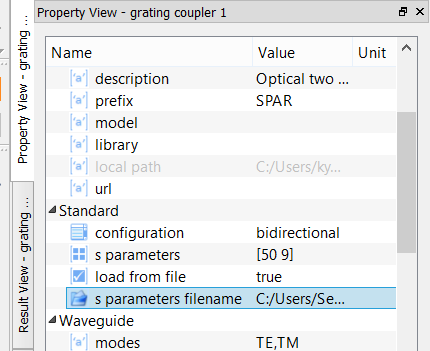 Property View - grating coupler 1
Property View - grating ...
Result View - grating ...
Name Value Unit
description Optical two ...
prefix SPAR
model
library
local path C:/Users/ky...
url
Standard
configuration bidirectional
s parameters [50 9]
load from file true
s parameters filename C:/Users/Se...
Waveguide
modes TE,TM